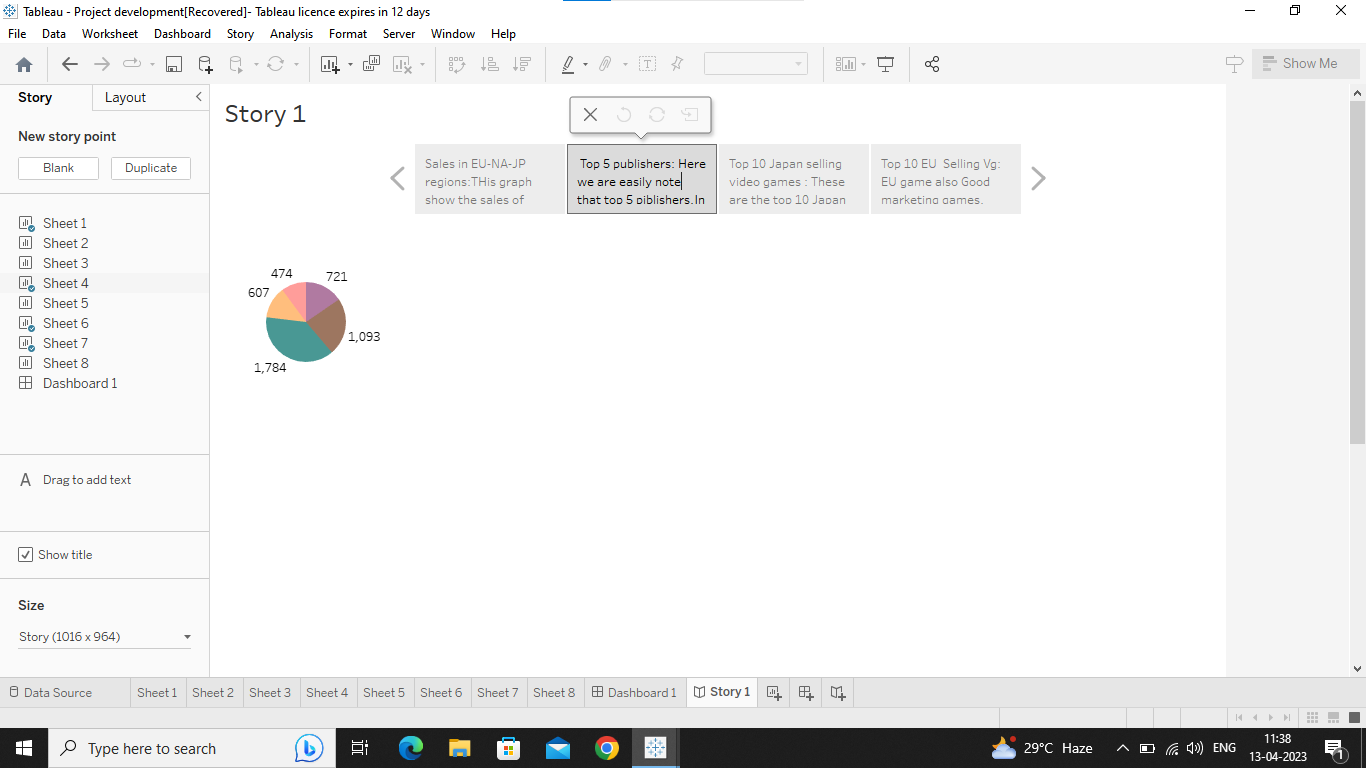 Tableau - Project development[Recovered]- Tableau licence expires in 12 days
File Data Worksheet Dashboard Story Analysis Format Server Window Help
Show Me
Story Layout
New story point
Blank Duplicate
Sheet 1
Sheet 2
Sheet 3
Sheet 4
Sheet 5
Sheet 6
Sheet 7
Sheet 8
Dashboard 1
A Drag to add text
Show title
Size
Story (1016 x 964)
Story 1
Sales in EU-NA-JP
regions:THis graph
show the sales of
Top 5 publishers: Here
we are easily note
that top 5 piblishers.In
Top 10 Japan selling
video games : These
are the top 10 Japan
Top 10 EU Selling Vg:
EU game also Good
marketing games.
474
721
607
1,093
1,784
Data Source Sheet 1 Sheet 2 Sheet 3 Sheet 4 Sheet 5 Sheet 6 Sheet 7 Sheet 8 Dashboard 1 Story 1
Type here to search
29°C Haze
ENG
11:38
13-04-2023
1